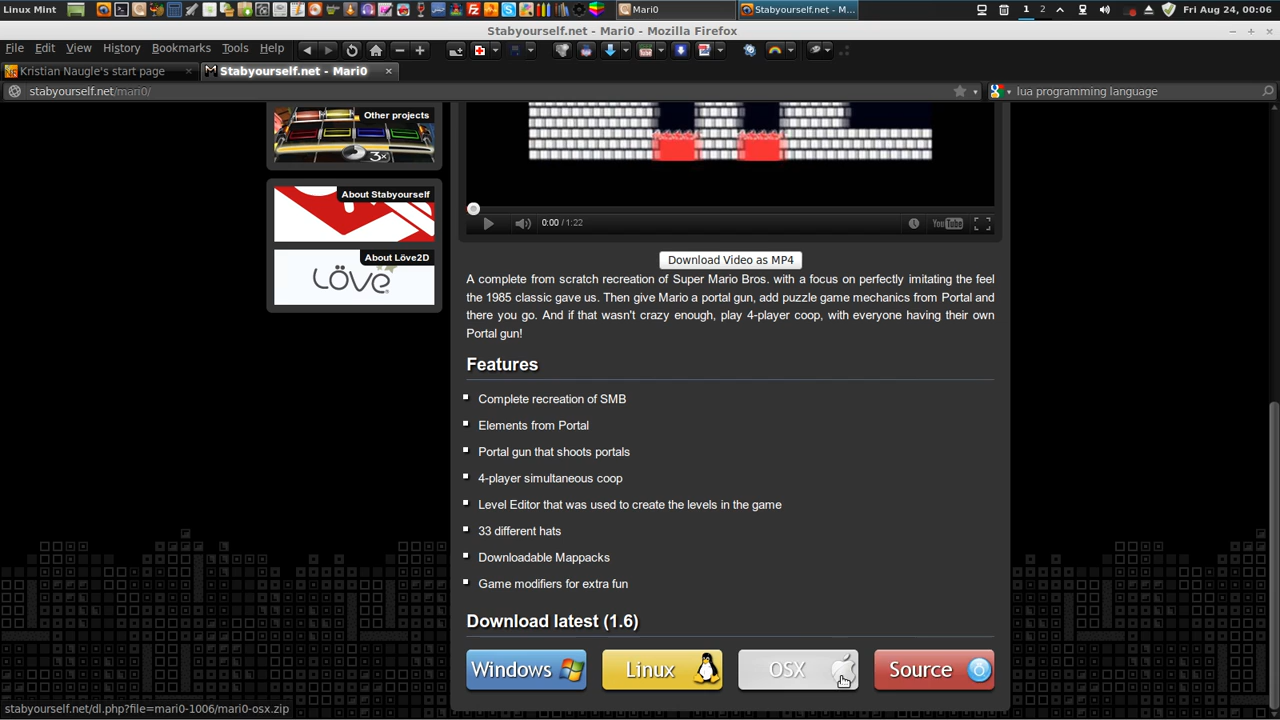 Linux Mint
Mari0
Stabyourself.net - M...
1
2
Fri Aug 24, 00:06
Stabyourself.net - Mari0 - Mozilla Firefox
File Edit View History Bookmarks Tools Help
Kristian Naugle's start page
Stabyourself.net - Mari0
stabyourself.net/mari0/
lua programming language
Other projects
3x
About Stabyourself
About Löve2D
LÖVE
0:00 / 1:22
YouTube
Download Video as MP4
A complete from scratch recreation of Super Mario Bros. with a focus on perfectly imitating the feel
the 1985 classic gave us. Then give Mario a portal gun, add puzzle game mechanics from Portal and
there you go. And if that wasn't crazy enough, play 4-player coop, with everyone having their own
Portal gun!
Features
Complete recreation of SMB
Elements from Portal
Portal gun that shoots portals
4-player simultaneous coop
Level Editor that was used to create the levels in the game
33 different hats
Downloadable Mappacks
Game modifiers for extra fun
Download latest (1.6)
Windows
Linux
OSX
Source
stabyourself.net/dl.php?file=mari0-1006/mari0-osx.zip